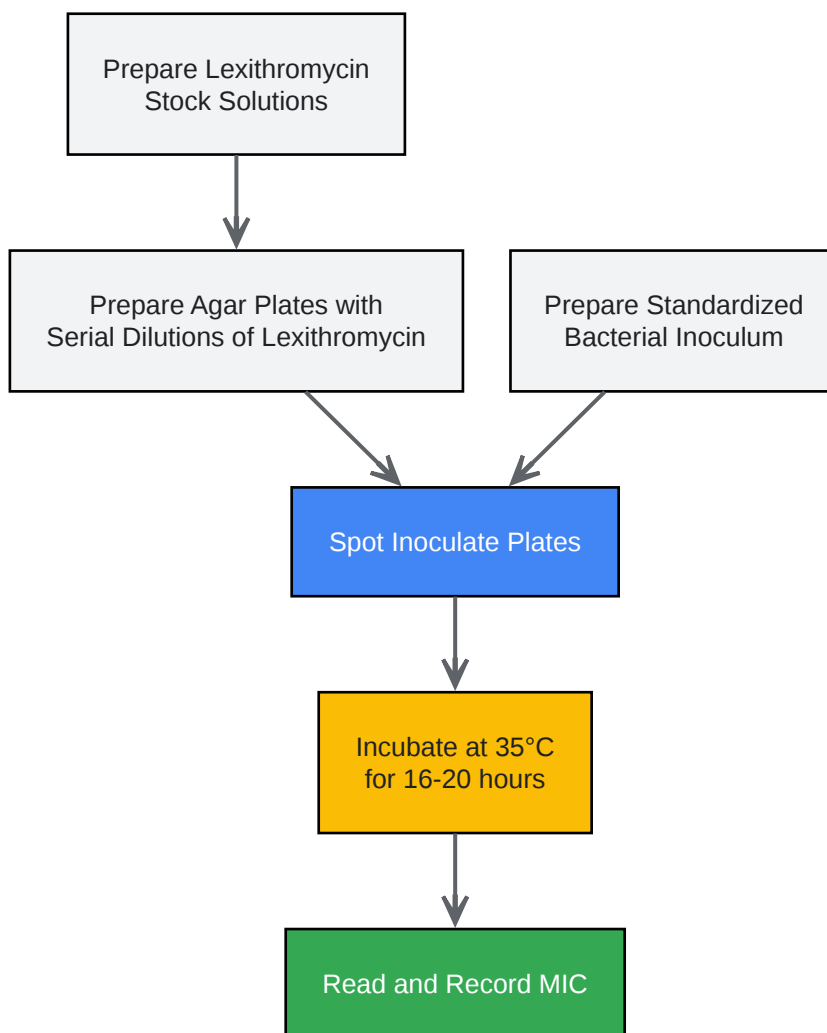 Prepare Lexithromycin
Stock Solutions
Prepare Agar Plates with
Serial Dilutions of Lexithromycin
Prepare Standardized
Bacterial Inoculum
Spot Inoculate Plates
Incubate at 35°C
for 16-20 hours
Read and Record MIC